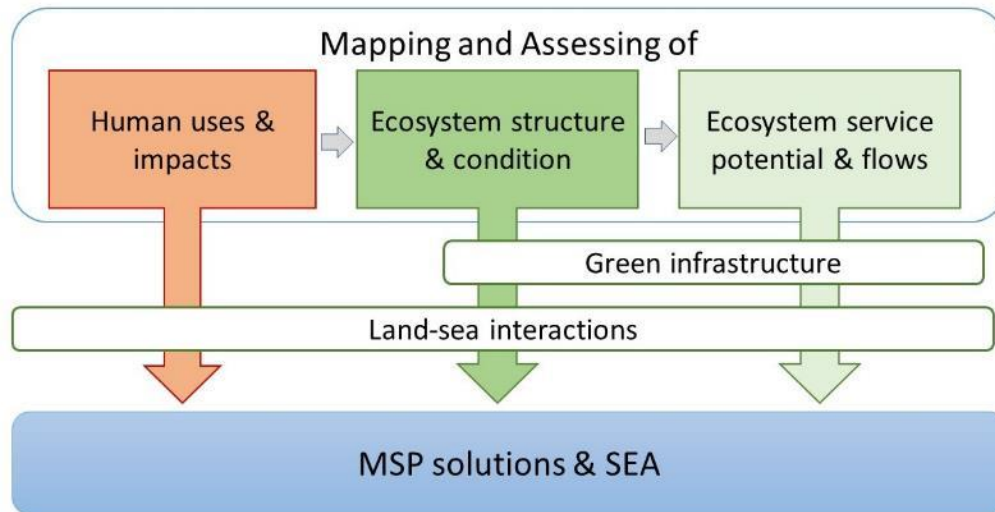 Mapping and Assessing of
Human uses &
impacts
Ecosystem structure
& condition
Ecosystem service
potential & flows
Green infrastructure
Land-sea interactions
MSP solutions & SEA